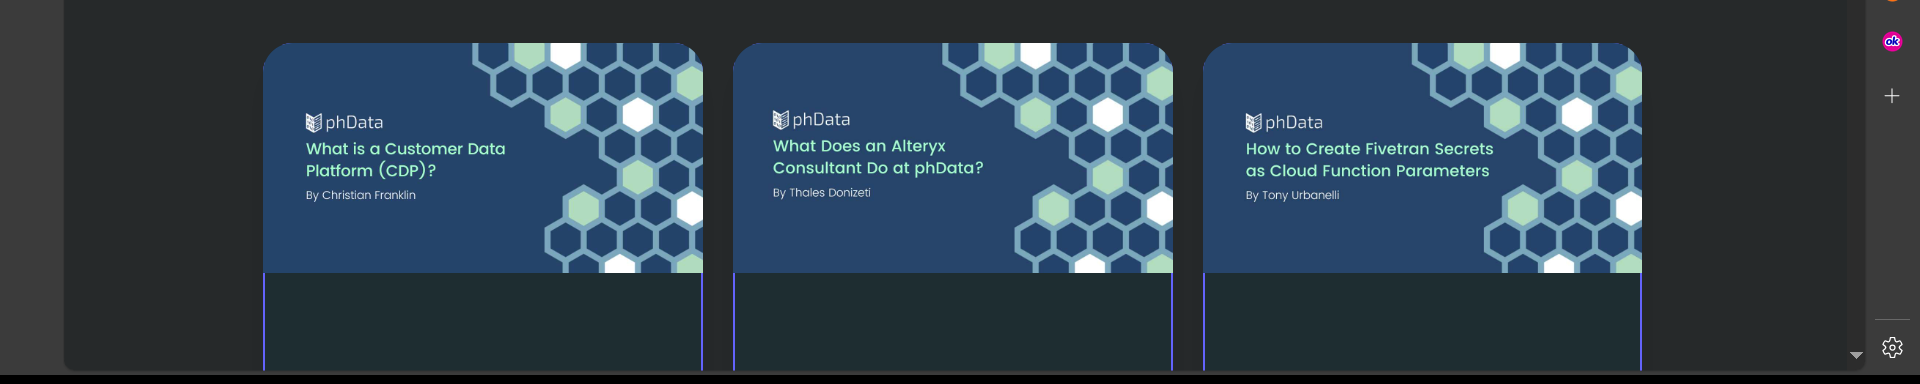 ok
phData
What is a Customer Data
Platform (CDP)?
By Christian Franklin
phData
What Does an Alteryx
Consultant Do at phData?
By Thales Donizeti
phData
How to Create Fivetran Secrets
as Cloud Function Parameters
By Tony Urbanelli